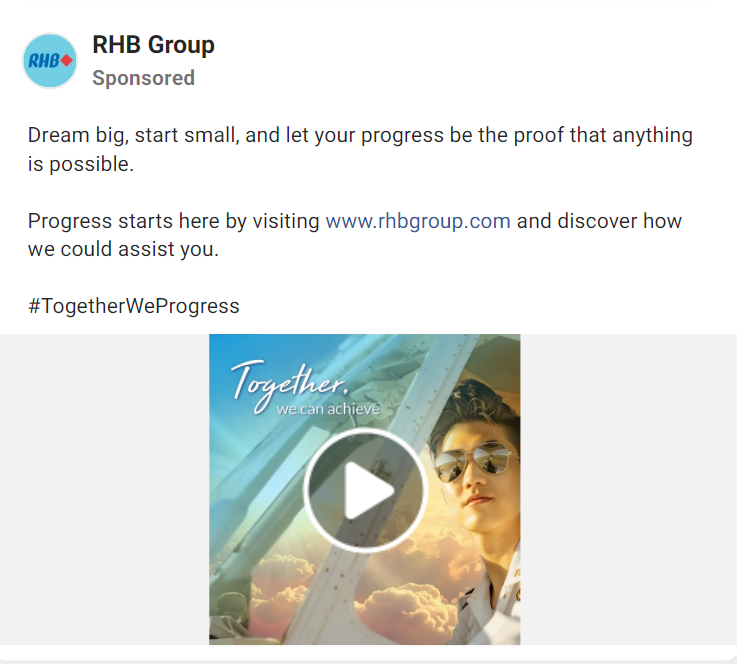 RHB Group
RHB
Sponsored
Dream big, start small, and let your progress be the proof that anything
is possible.
Progress starts here by visiting www.rhbgroup.com and discover how
we could assist you.
#TogetherWeProgress
Together,
we can achieve